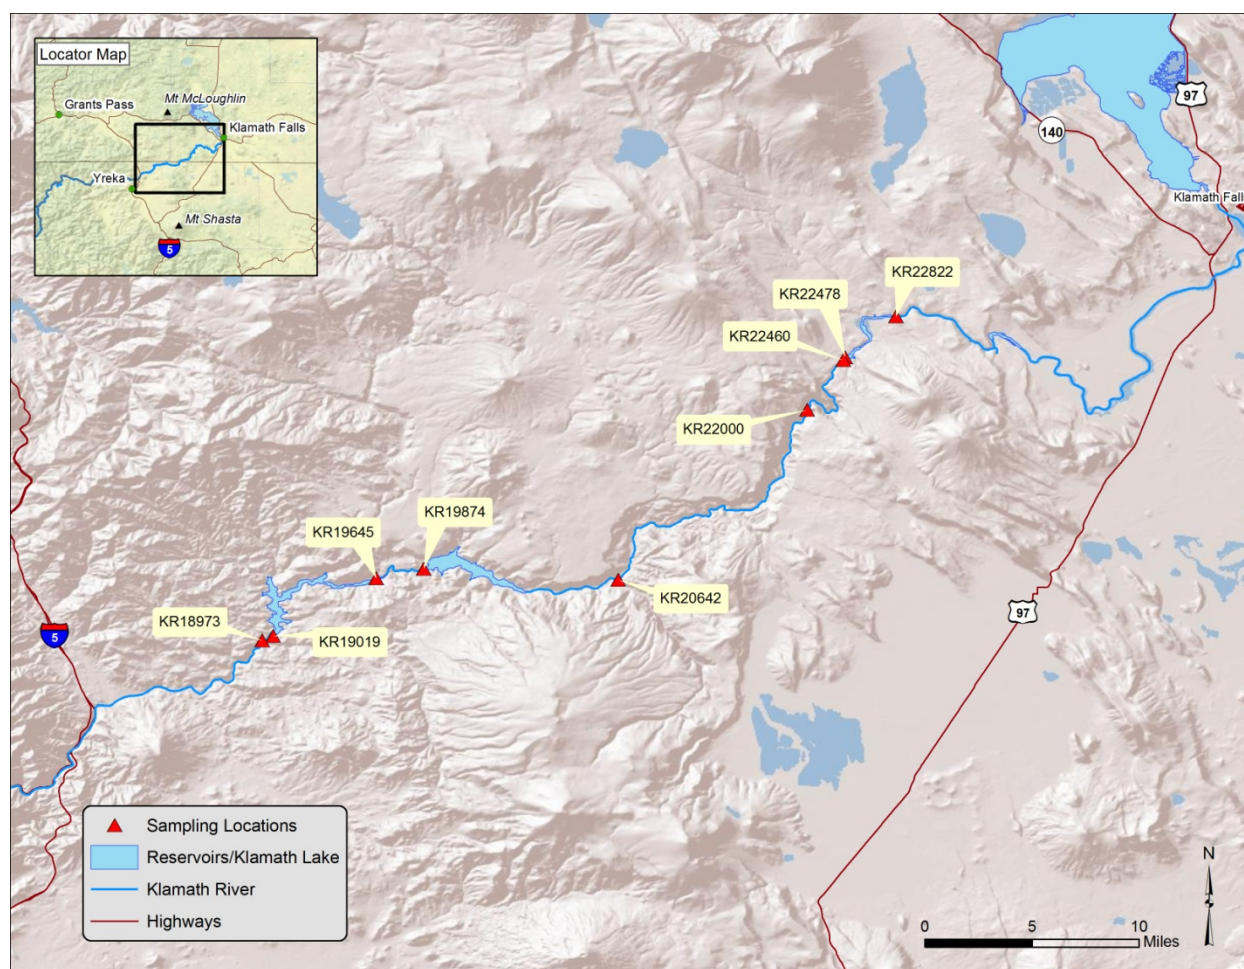 Locator Map
Mt McLoughlin
Grants Pass
Klamath Falls
Yreka
Mt Shasta
5
97
140
Klamath Falls
KR22822
KR22478
KR22460
KR22000
KR19874
KR19645
KR20642
KR18973
KR19019
5
97
Sampling Locations
Reservoirs/Klamath Lake
Klamath River
Highways
N
0 5 10
Miles